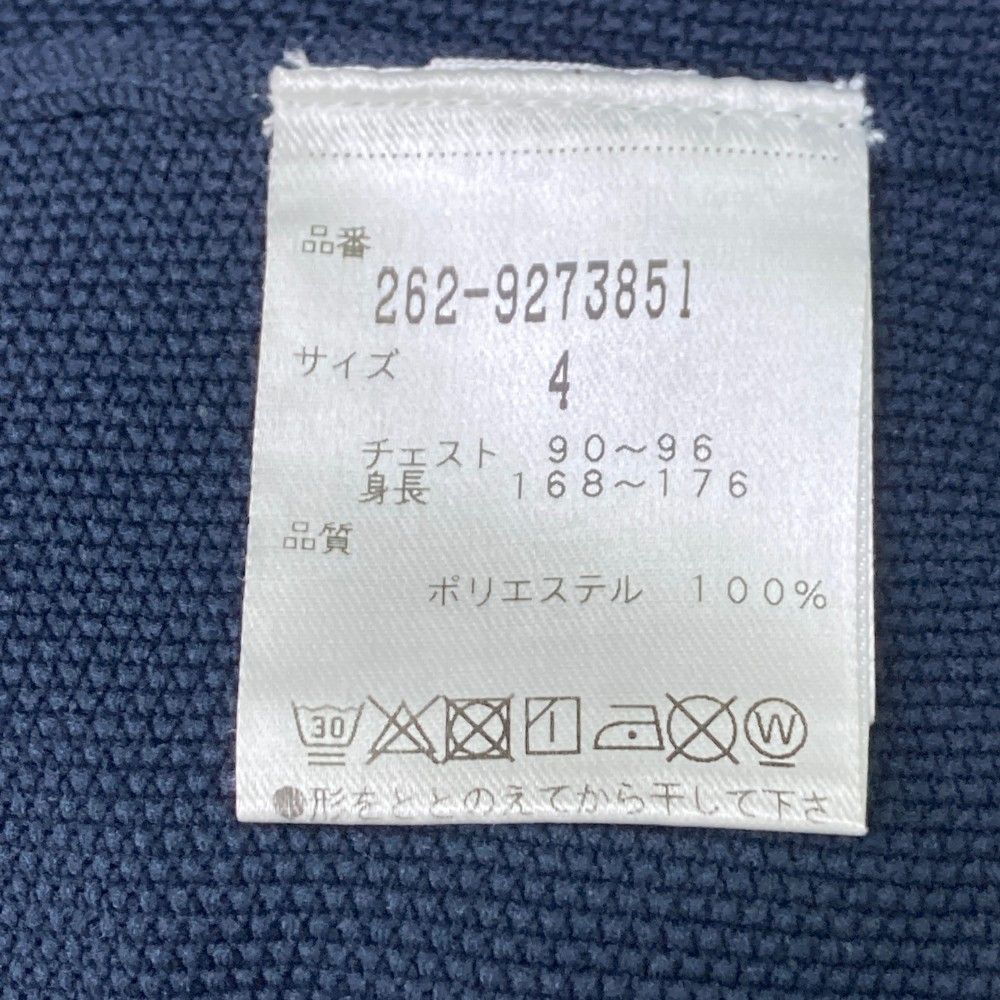 品番
262-9273851
サイズ 4
チェスト 90~96
身長 168~176
品質
ポリエステル 100%
30 W
●形をととのえてから干して下さ